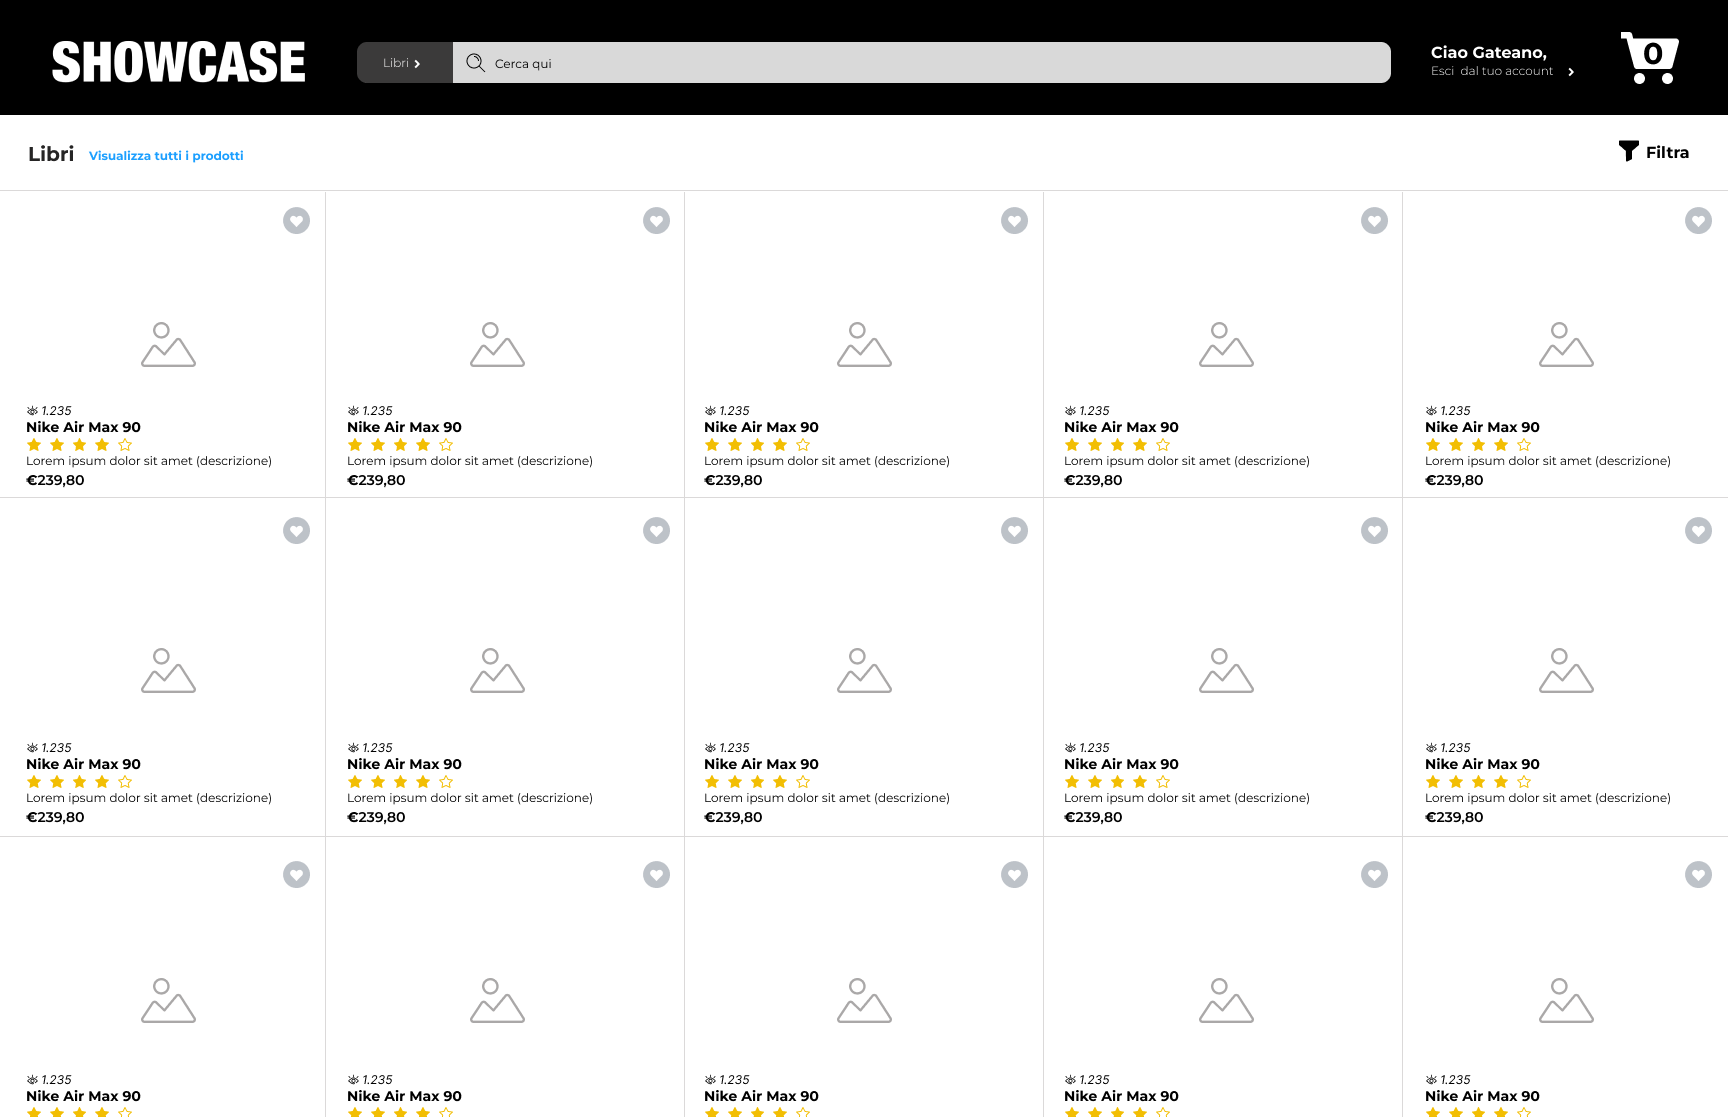 SHOWCASE
Libri
Cerca qui
Ciao Gateano,
Esci dal tuo account
0
Libri
Visualizza tutti i prodotti
Filtra
1.235
Nike Air Max 90
Lorem ipsum dolor sit amet (descrizione)
€239,80
1.235
Nike Air Max 90
Lorem ipsum dolor sit amet (descrizione)
€239,80
1.235
Nike Air Max 90
Lorem ipsum dolor sit amet (descrizione)
€239,80
1.235
Nike Air Max 90
Lorem ipsum dolor sit amet (descrizione)
€239,80
1.235
Nike Air Max 90
Lorem ipsum dolor sit amet (descrizione)
€239,80
1.235
Nike Air Max 90
Lorem ipsum dolor sit amet (descrizione)
€239,80
1.235
Nike Air Max 90
Lorem ipsum dolor sit amet (descrizione)
€239,80
1.235
Nike Air Max 90
Lorem ipsum dolor sit amet (descrizione)
€239,80
1.235
Nike Air Max 90
Lorem ipsum dolor sit amet (descrizione)
€239,80
1.235
Nike Air Max 90
Lorem ipsum dolor sit amet (descrizione)
€239,80
1.235
Nike Air Max 90
1.235
Nike Air Max 90
1.235
Nike Air Max 90
1.235
Nike Air Max 90
1.235
Nike Air Max 90